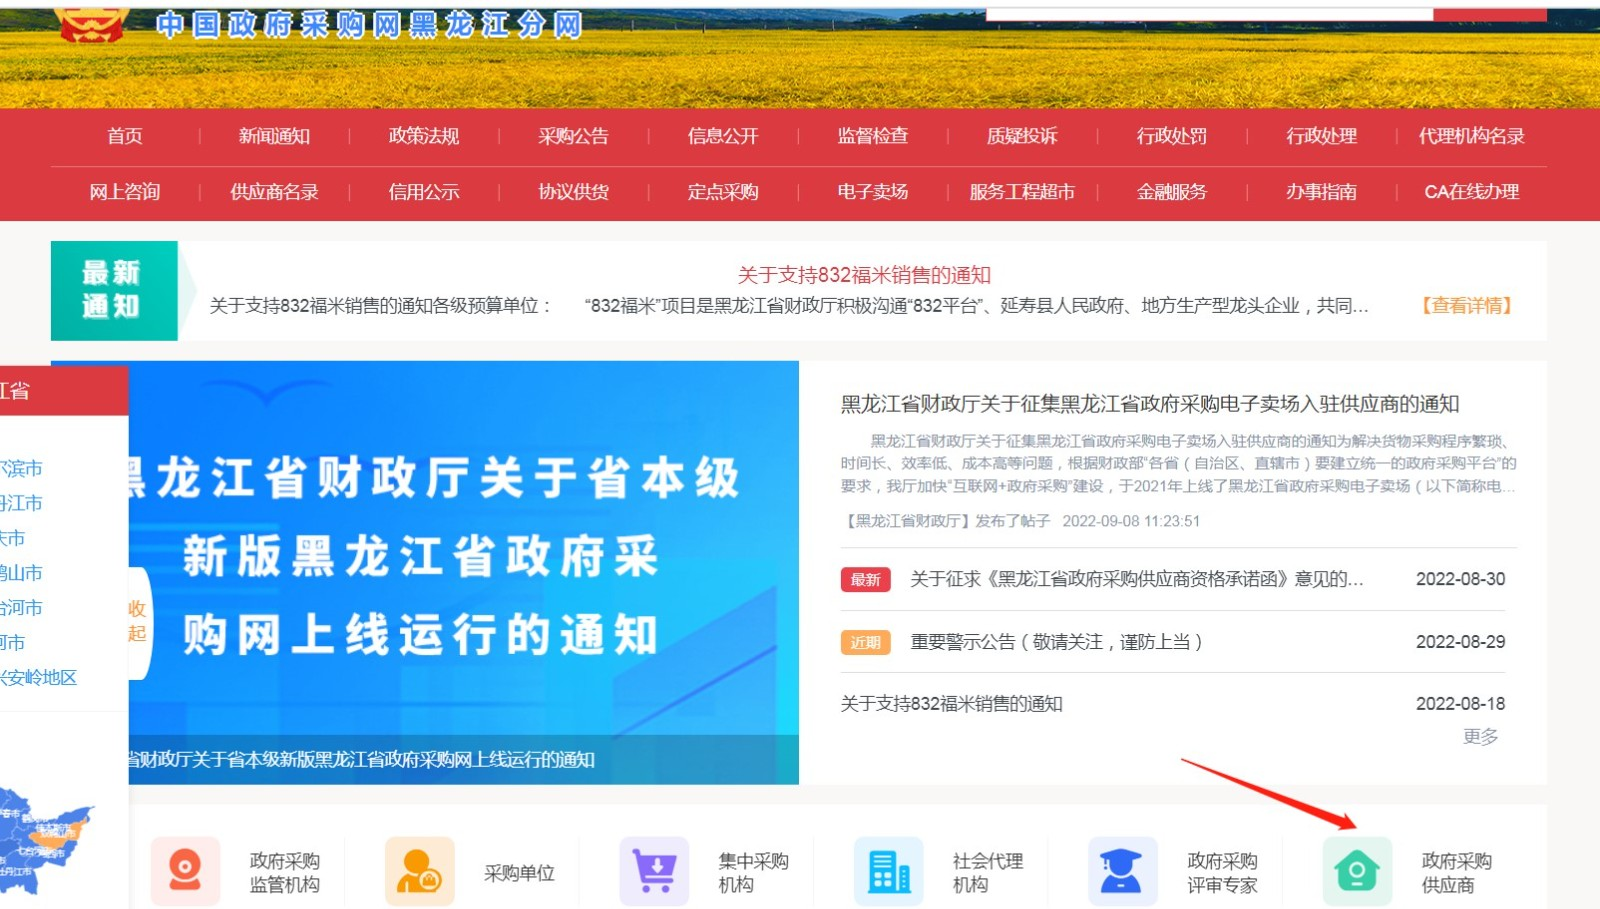 中国政府采购网黑龙江分网
首页 新闻通知 政策法规 采购公告 信息公开 监督检查 质疑投诉 行政处罚 行政处理 代理机构名录
网上咨询 供应商名录 信用公示 协议供货 定点采购 电子卖场 服务工程超市 金融服务 办事指南 CA在线办理
最新
通知
关于支持832福米销售的通知
关于支持832福米销售的通知各级预算单位： “832福米”项目是黑龙江省财政厅积极沟通“832平台”、延寿县人民政府、地方生产型龙头企业，共同...
【查看详情】
江省
尔滨市
丹江市
庆市
鹤山市
台河市
河市
兴安岭地区
收
起
黑龙江省财政厅关于省本级
新版黑龙江省政府采
购网上线运行的通知
省财政厅关于省本级新版黑龙江省政府采购网上线运行的通知
黑龙江省财政厅关于征集黑龙江省政府采购电子卖场入驻供应商的通知
黑龙江省财政厅关于征集黑龙江省政府采购电子卖场入驻供应商的通知为解决货物采购程序繁琐、
时间长、效率低、成本高等问题，根据财政部“各省（自治区、直辖市）要建立统一的政府采购平台”的
要求，我厅加快“互联网+政府采购”建设，于2021年上线了黑龙江省政府采购电子卖场（以下简称电...
【黑龙江省财政厅】发布了帖子 2022-09-08 11:23:51
最新 关于征求《黑龙江省政府采购供应商资格承诺函》意见的... 2022-08-30
近期 重要警示公告（敬请关注，谨防上当） 2022-08-29
关于支持832福米销售的通知 2022-08-18
更多
政府采购
监管机构
采购单位
集中采购
机构
社会代理
机构
政府采购
评审专家
政府采购
供应商